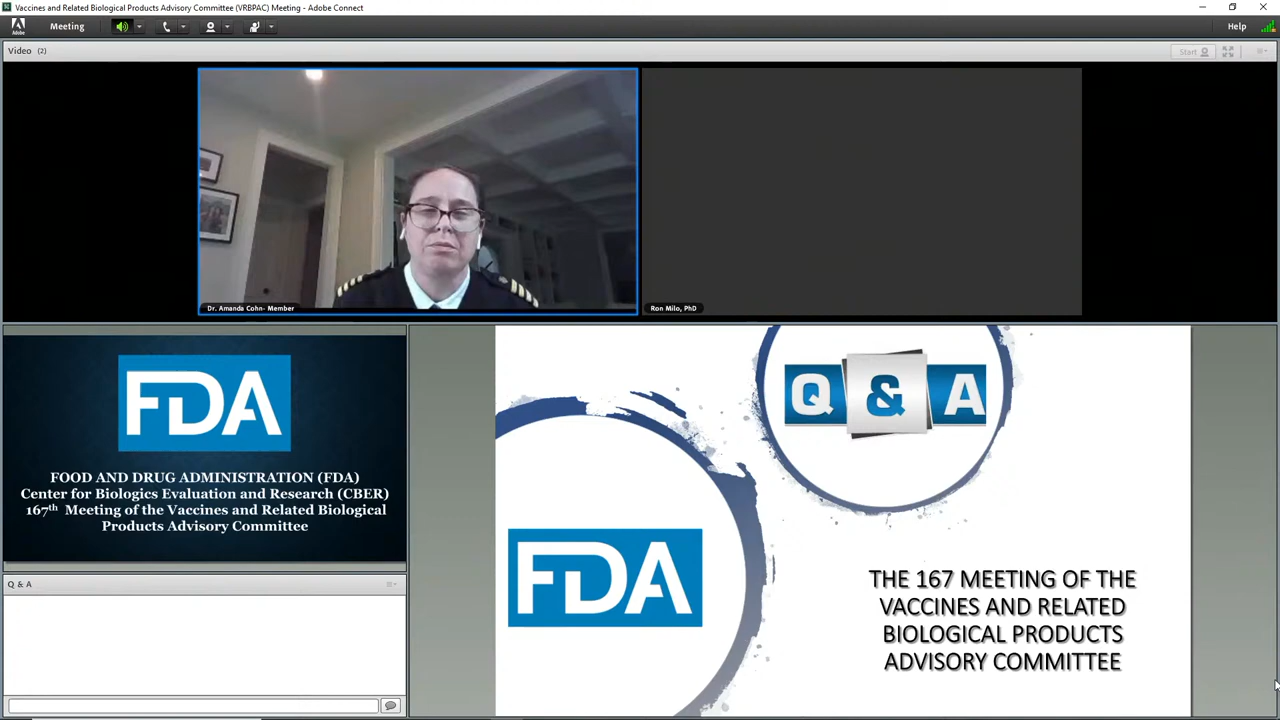 Vaccines and Related Biological Products Advisory Committee (VRBPAC) Meeting - Adobe Connect
Adobe
Meeting
Help
Video (2)
Start
Dr. Amanda Cohn- Member
Ron Milo, PhD
FDA
FOOD AND DRUG ADMINISTRATION (FDA)
Center for Biologics Evaluation and Research (CBER)
167th Meeting of the Vaccines and Related Biological
Products Advisory Committee
Q & A
Q & A
FDA
THE 167 MEETING OF THE
VACCINES AND RELATED
BIOLOGICAL PRODUCTS
ADVISORY COMMITTEE